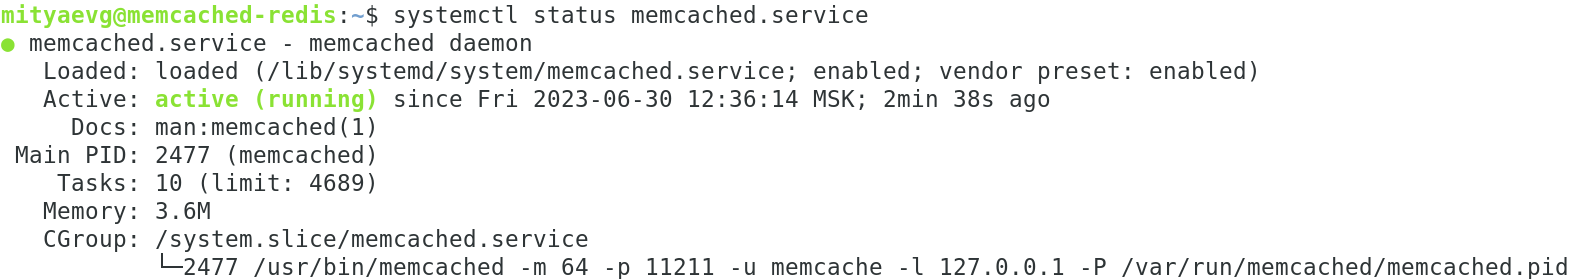 mityaevg@memcached-redis:~$ systemctl status memcached.service
● memcached.service - memcached daemon
   Loaded: loaded (/lib/systemd/system/memcached.service; enabled; vendor preset: enabled)
   Active: active (running) since Fri 2023-06-30 12:36:14 MSK; 2min 38s ago
     Docs: man:memcached(1)
 Main PID: 2477 (memcached)
    Tasks: 10 (limit: 4689)
   Memory: 3.6M
   CGroup: /system.slice/memcached.service
           └─2477 /usr/bin/memcached -m 64 -p 11211 -u memcache -l 127.0.0.1 -P /var/run/memcached/memcached.pid